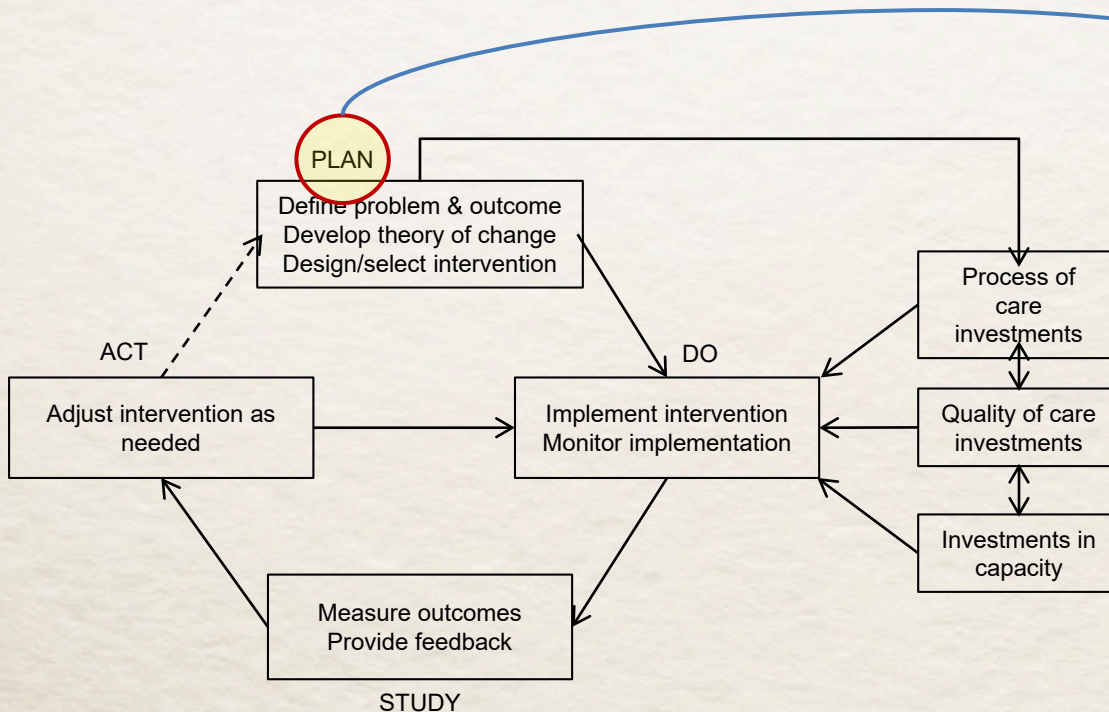 PLAN
Define problem & outcome
Develop theory of change
Design/select intervention
Process of
care
investments
ACT
DO
Adjust intervention as
needed
Implement intervention
Monitor implementation
Quality of care
investments
Investments in
capacity
Measure outcomes
Provide feedback
STUDY